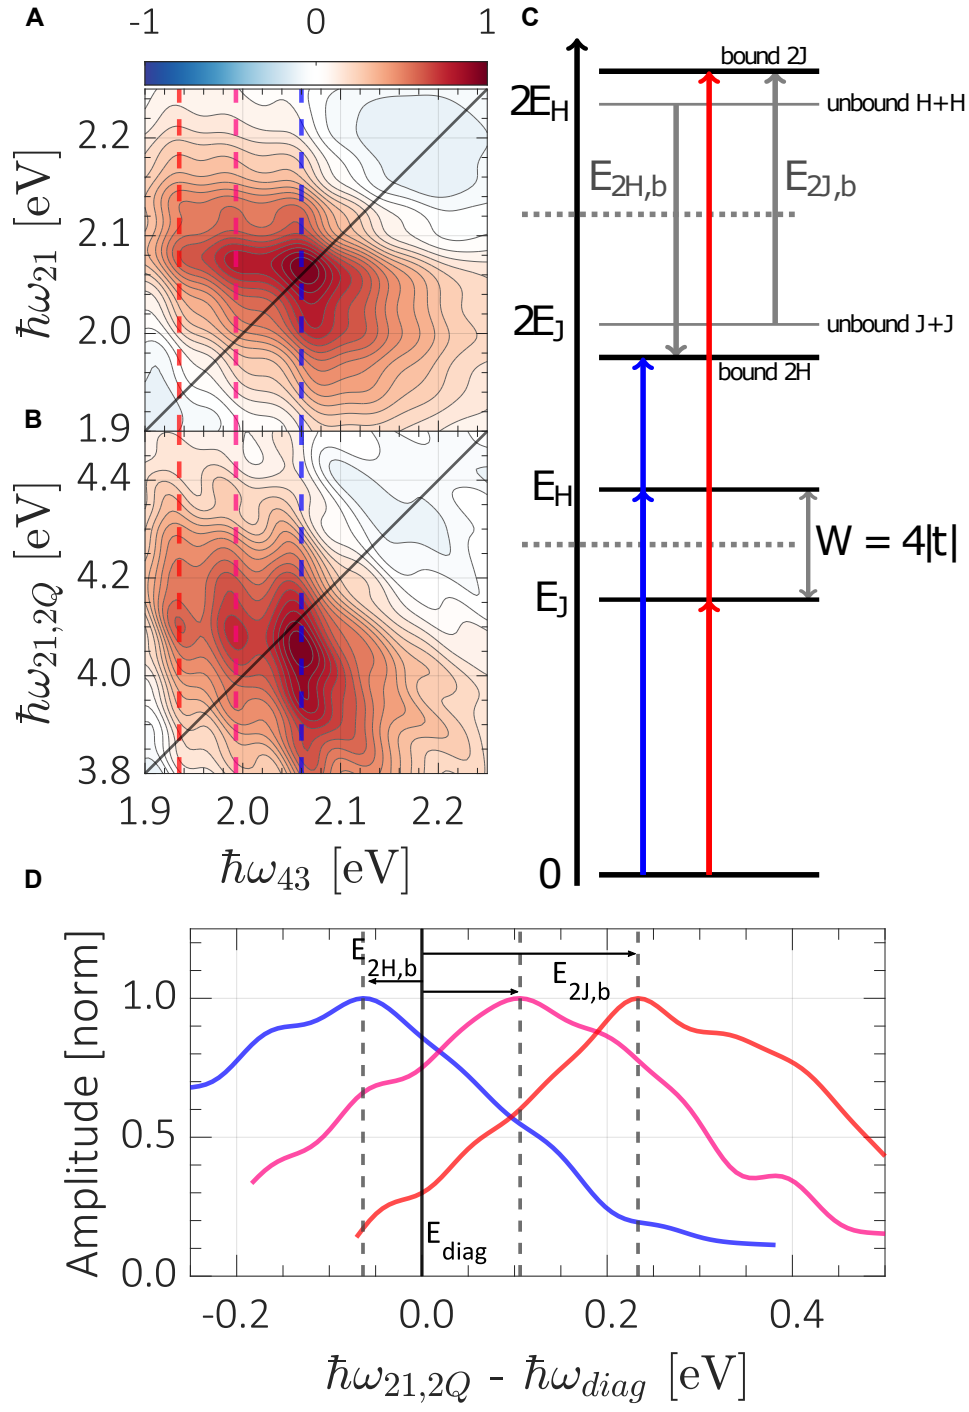 A
-1 0 1
ħω21 [eV]
2.2
2.1
2.0
1.9
B
ħω21,2Q [eV]
4.4
4.2
4.0
3.8
1.9 2.0 2.1 2.2
ħω43 [eV]
C
bound 2J
2EH
unbound H+H
E2H,b
E2J,b
2EJ
unbound J+J
bound 2H
EH
W = 4|t|
EJ
0
D
Amplitude [norm]
1.0
0.5
0.0
E2H,b
E2J,b
Ediag
-0.2 0.0 0.2 0.4
ħω21,2Q - ħωdiag [eV]